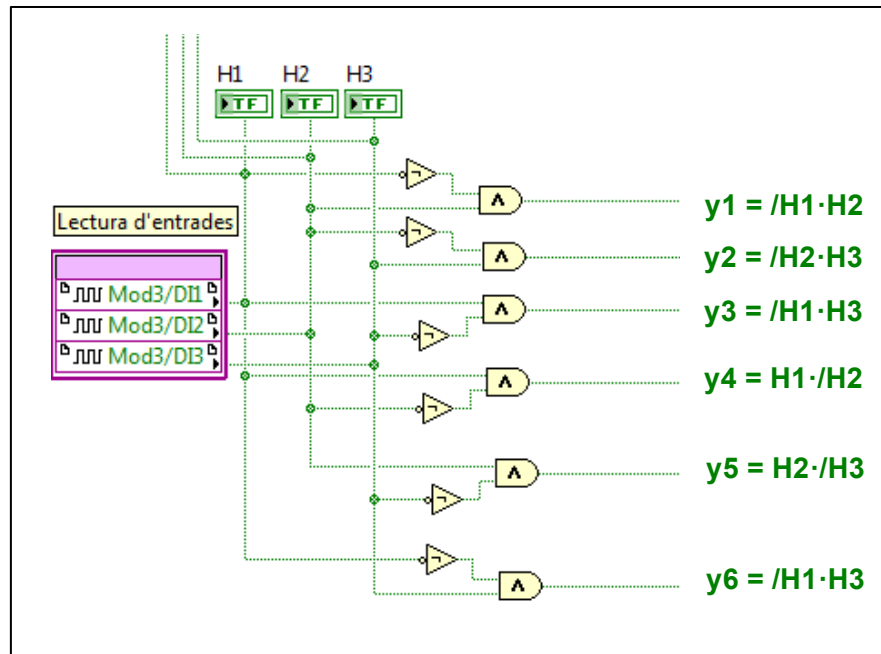 H1 H2 H3
TF TF TF
y1 = /H1·H2
Lectura d'entrades
y2 = /H2·H3
Mod3/DI1
y3 = /H1·H3
Mod3/DI2
Mod3/DI3
y4 = H1·/H2
y5 = H2·/H3
y6 = /H1·H3